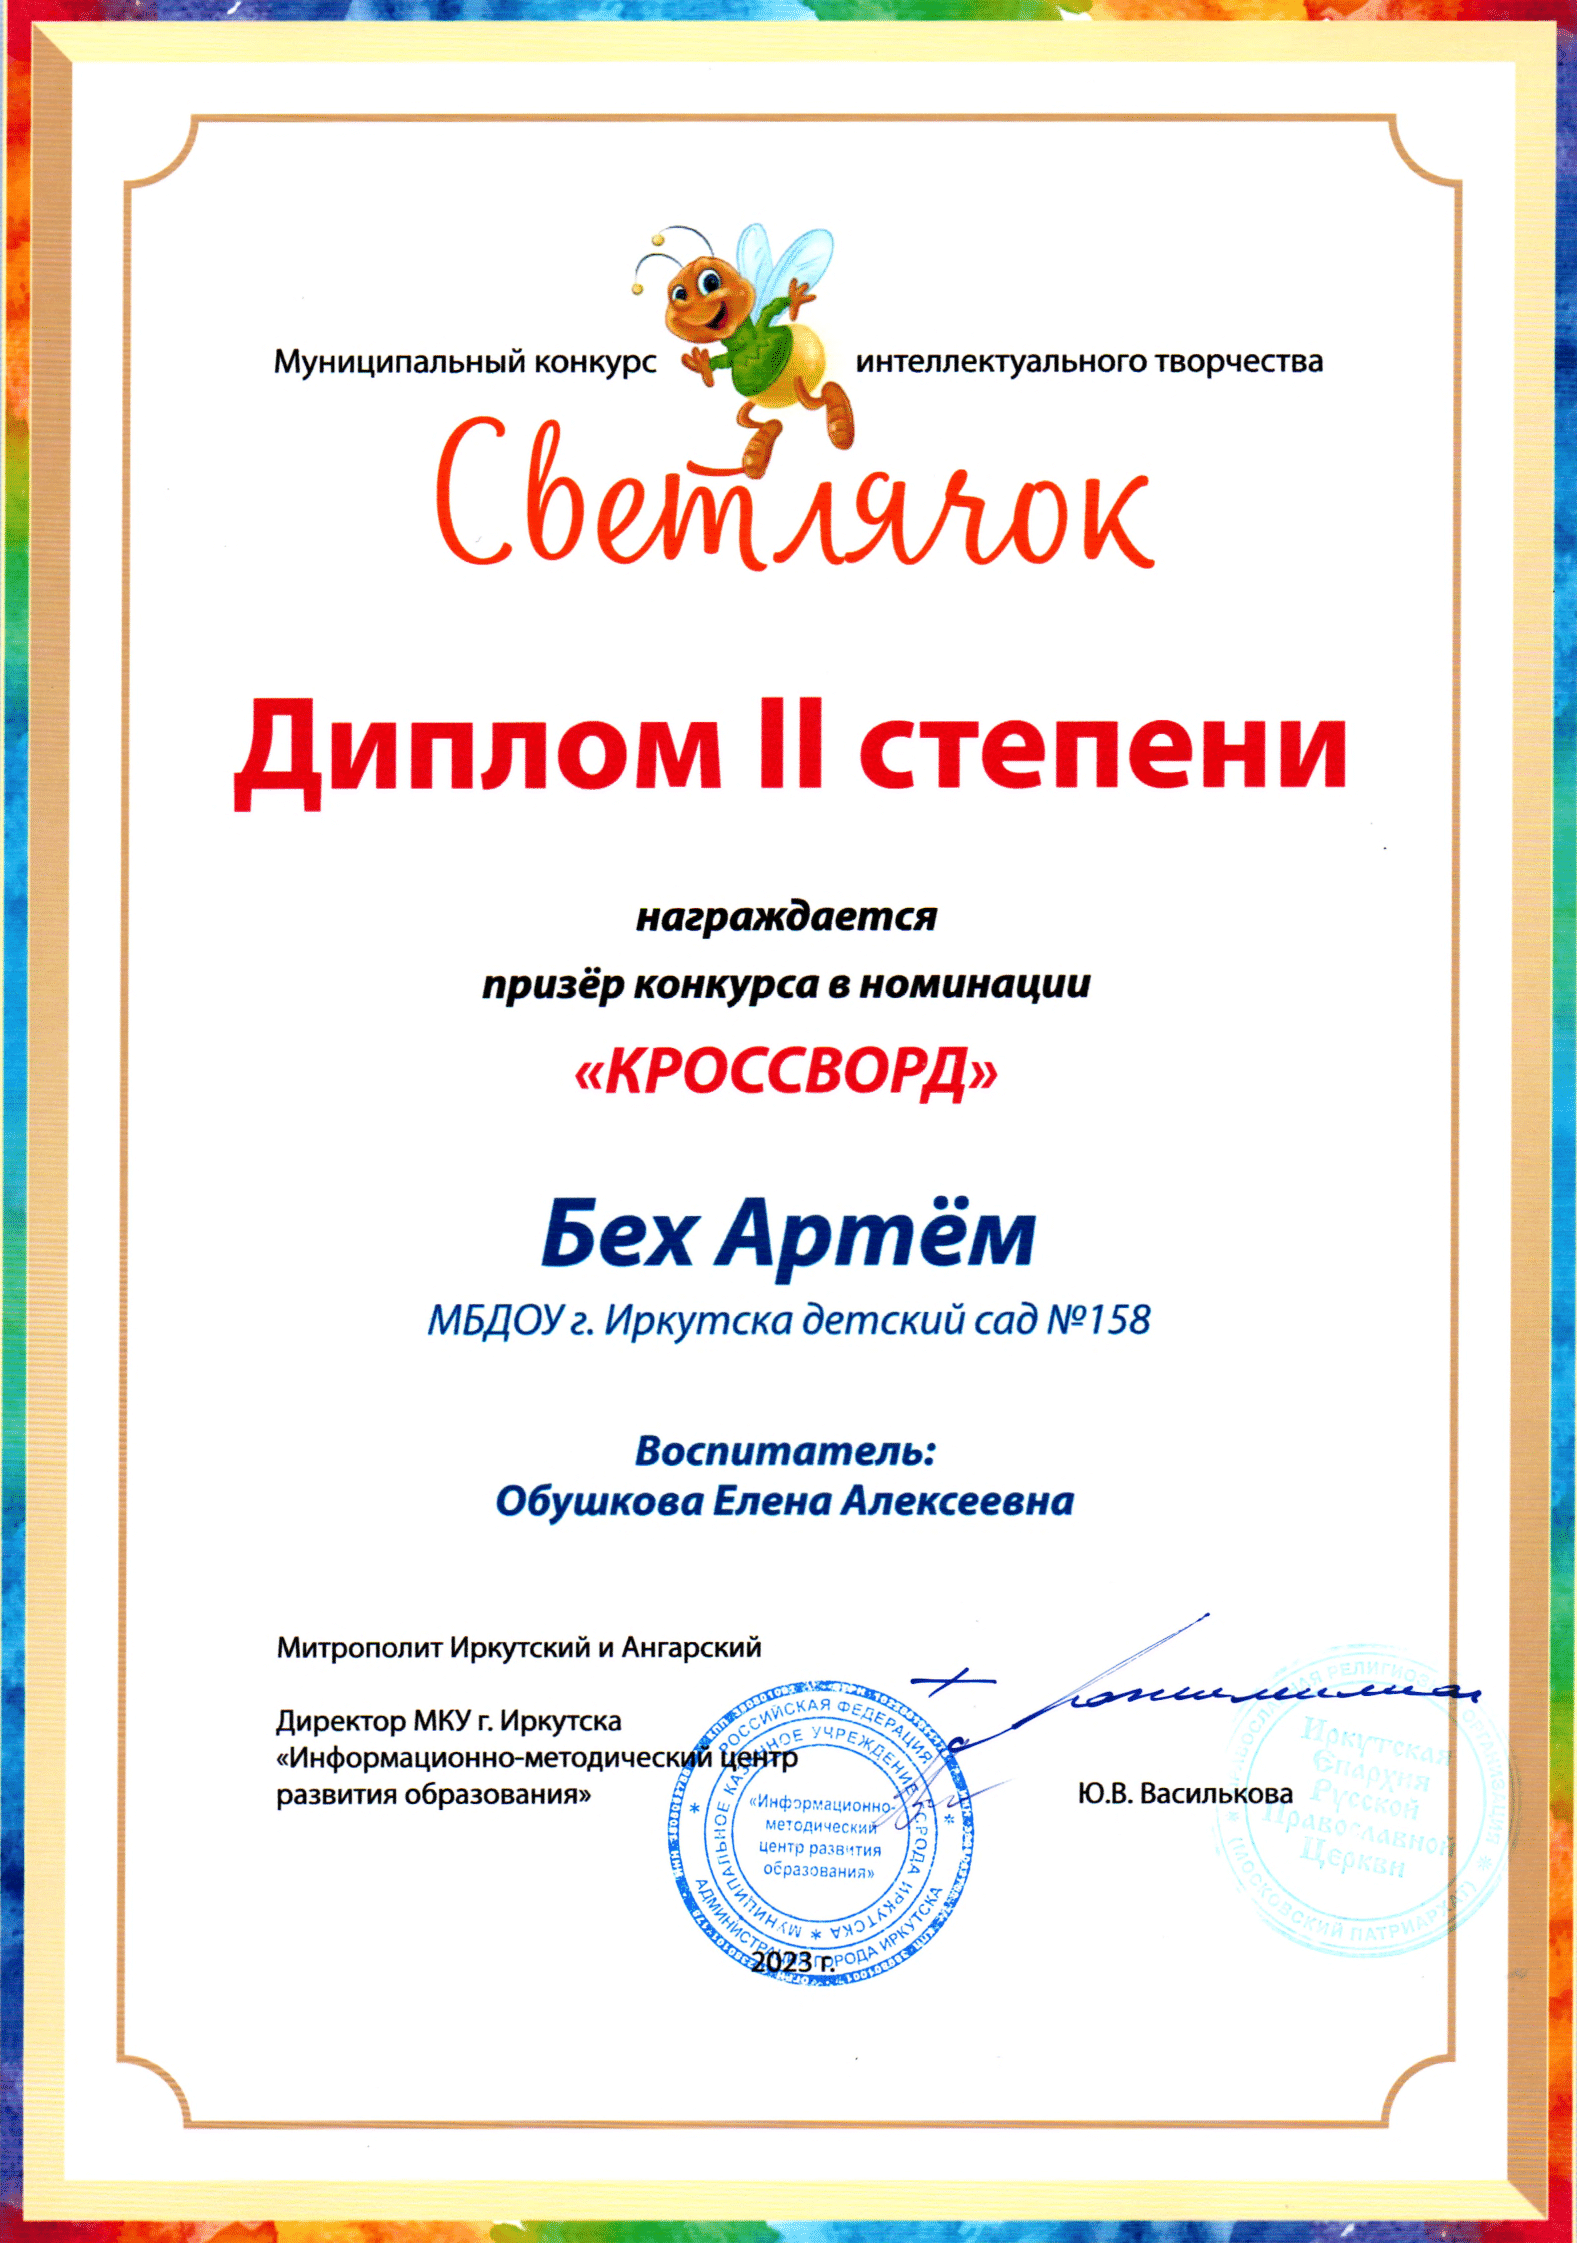 Муниципальный конкурс интеллектуального творчества
Светлячок
Диплом II степени
награждается
призёр конкурса в номинации
«КРОССВОРД»
Бех Артём
МБДОУ г. Иркутска детский сад №158
Воспитатель:
Обушкова Елена Алексеевна
Митрополит Иркутский и Ангарский
Директор МКУ г. Иркутска
«Информационно-методический центр
развития образования»
Ю.В. Василькова
РОССИЙСКАЯ ФЕДЕРАЦИЯ
АДМИНИСТРАЦИЯ ГОРОДА ИРКУТСКА
МУНИЦИПАЛЬНОЕ КАЗЕННОЕ УЧРЕЖДЕНИЕ ГОРОДА ИРКУТСКА
«Информационно-
методический
центр развития
образования»
Иркутская
Епархия
Русской
Православной
Церкви
(МОСКОВСКИЙ ПАТРИАРХАТ)
2023 г.